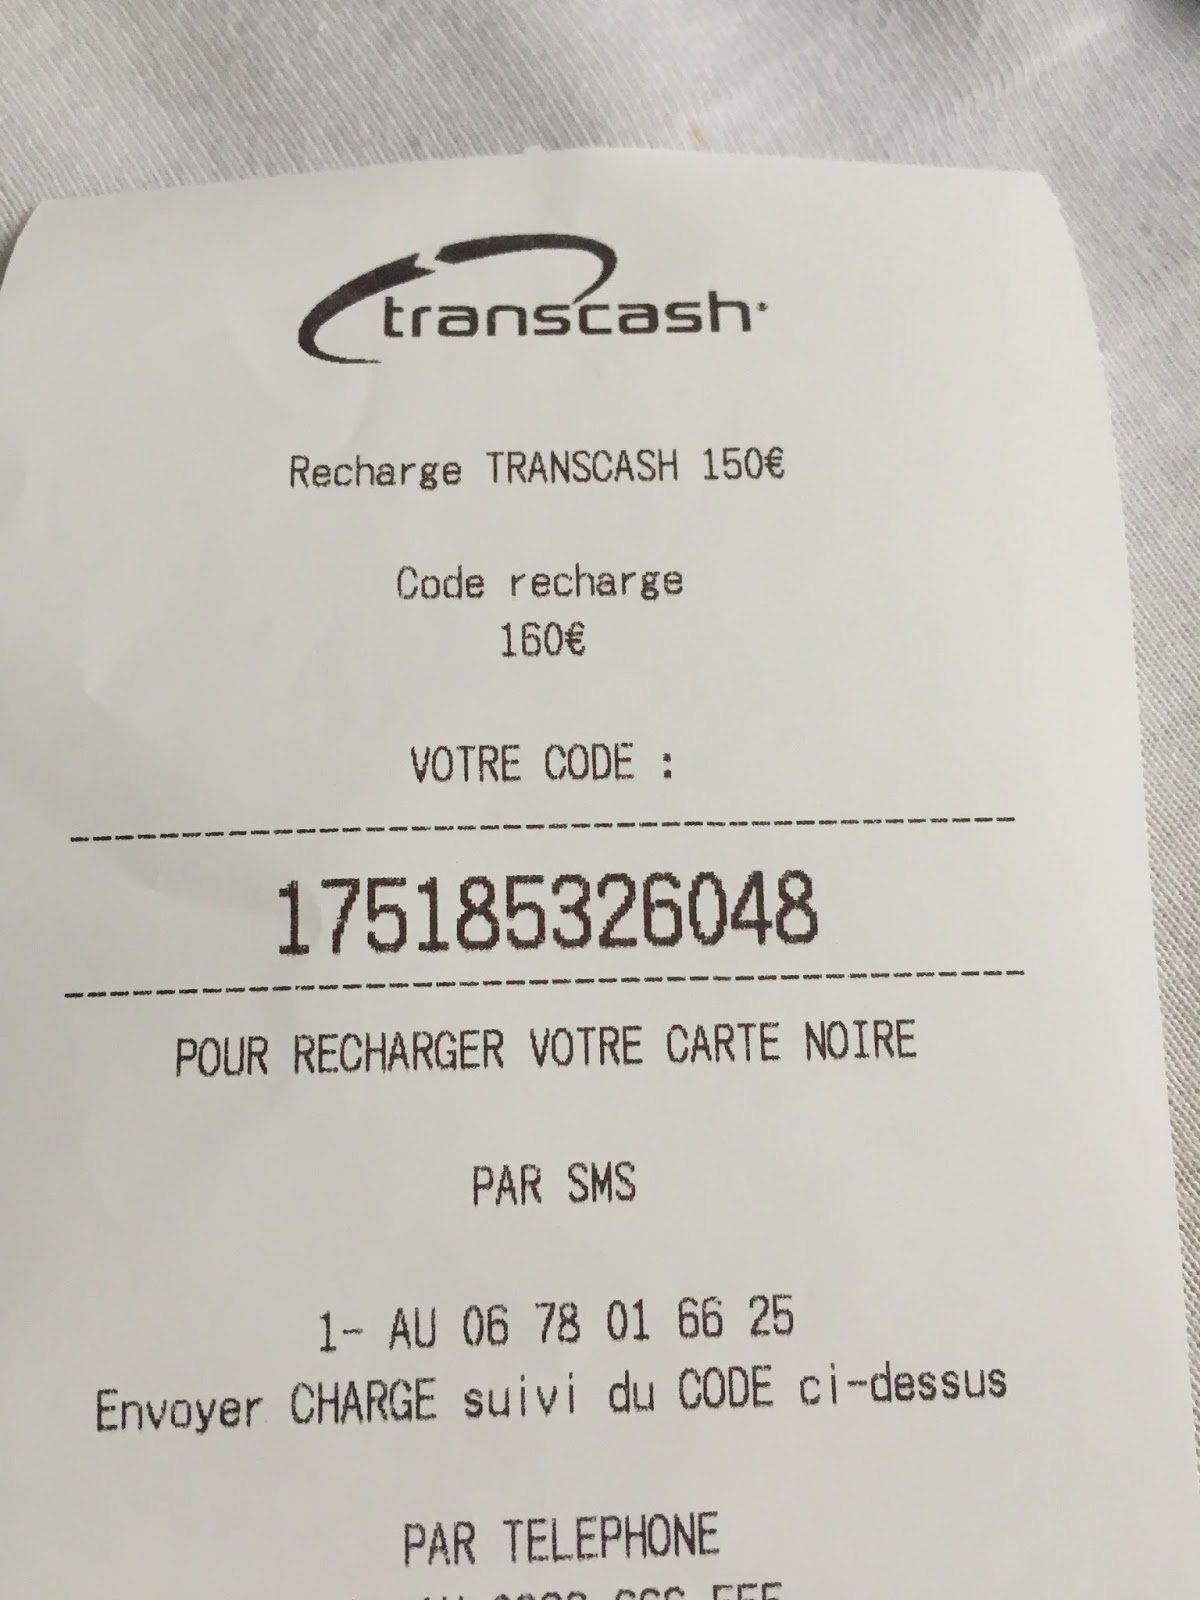 transcash
Recharge TRANSCASH 150€
Code recharge
160€
VOTRE CODE :
175185326048
POUR RECHARGER VOTRE CARTE NOIRE
PAR SMS
1- AU 06 78 01 66 25
Envoyer CHARGE suivi du CODE ci-dessus
PAR TELEPHONE